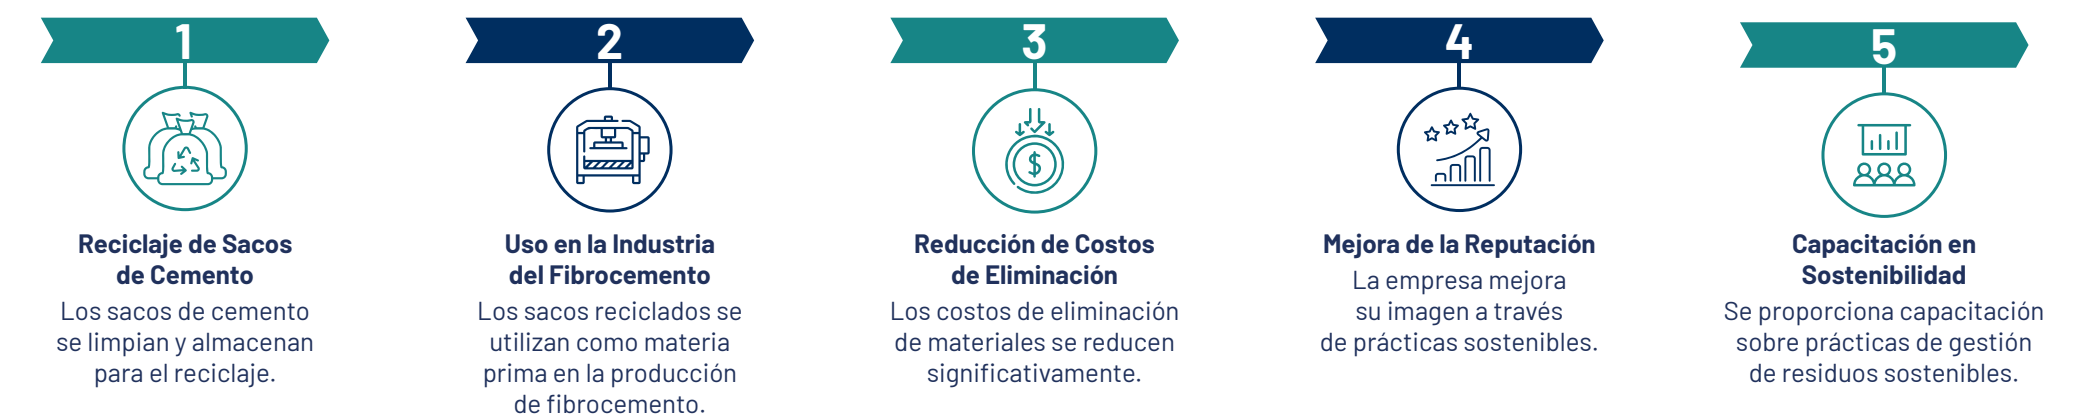 1
Reciclaje de Sacos
de Cemento
Los sacos de cemento
se limpian y almacenan
para el reciclaje.
2
Uso en la Industria
del Fibrocemento
Los sacos reciclados se
utilizan como materia
prima en la producción
de fibrocemento.
3
$
Reducción de Costos
de Eliminación
Los costos de eliminación
de materiales se reducen
significativamente.
4
Mejora de la Reputación
La empresa mejora
su imagen a través
de prácticas sostenibles.
5
Capacitación en
Sostenibilidad
Se proporciona capacitación
sobre prácticas de gestión
de residuos sostenibles.